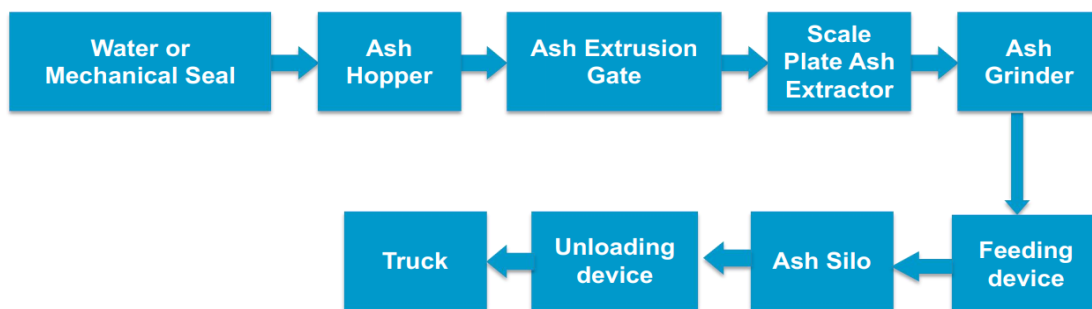 Water or
Mechanical Seal
Ash
Hopper
Ash Extrusion
Gate
Scale
Plate Ash
Extractor
Ash
Grinder
Feeding
device
Ash Silo
Unloading
device
Truck